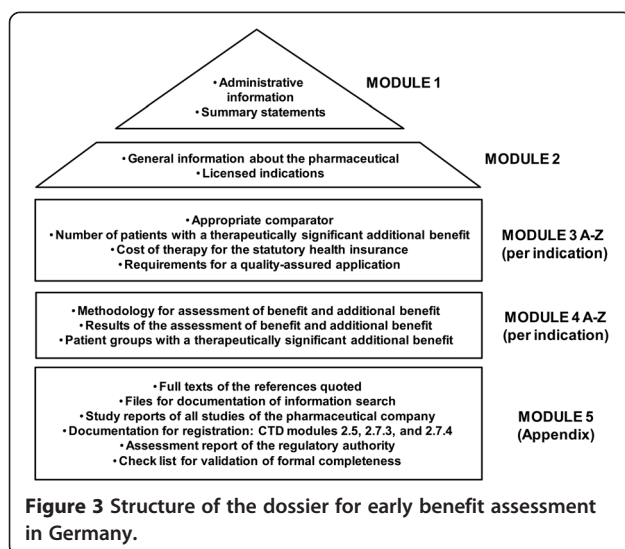 • Administrative
information
• Summary statements
MODULE 1
• General information about the pharmaceutical
• Licensed indications
MODULE 2
• Appropriate comparator
• Number of patients with a therapeutically significant additional benefit
• Cost of therapy for the statutory health insurance
• Requirements for a quality-assured application
MODULE 3 A-Z
(per indication)
• Methodology for assessment of benefit and additional benefit
• Results of the assessment of benefit and additional benefit
• Patient groups with a therapeutically significant additional benefit
MODULE 4 A-Z
(per indication)
• Full texts of the references quoted
• Files for documentation of information search
• Study reports of all studies of the pharmaceutical company
• Documentation for registration: CTD modules 2.5, 2.7.3, and 2.7.4
• Assessment report of the regulatory authority
• Check list for validation of formal completeness
MODULE 5
(Appendix)
Figure 3 Structure of the dossier for early benefit assessment
in Germany.